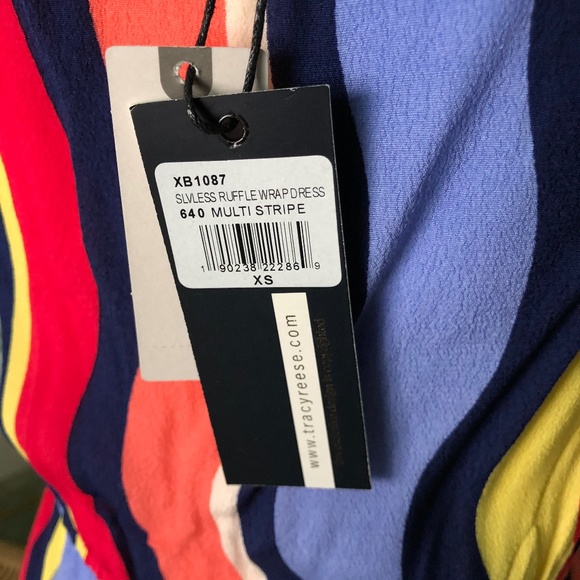 XB1087
SLVLESS RUFFLE WRAP DRESS
640 MULTI STRIPE
1 90238 22286 9
XS
www.tracyreese.com